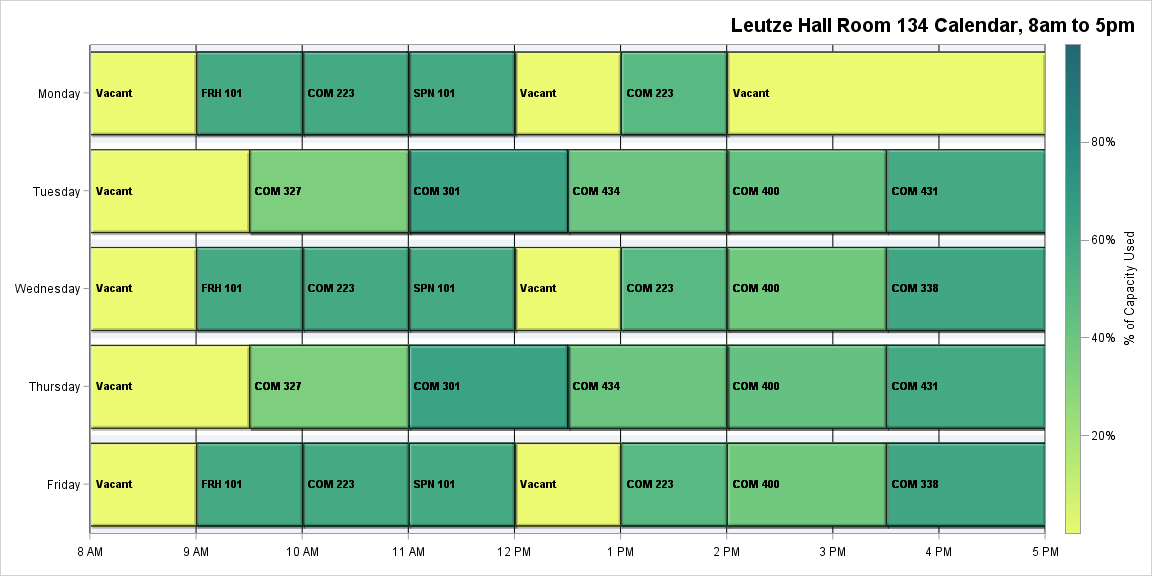 Leutze Hall Room 134 Calendar, 8am to 5pm
Monday
Vacant
FRH 101
COM 223
SPN 101
Vacant
COM 223
Vacant
Tuesday
Vacant
COM 327
COM 301
COM 434
COM 400
COM 431
Wednesday
Vacant
FRH 101
COM 223
SPN 101
Vacant
COM 223
COM 400
COM 338
Thursday
Vacant
COM 327
COM 301
COM 434
COM 400
COM 431
Friday
Vacant
FRH 101
COM 223
SPN 101
Vacant
COM 223
COM 400
COM 338
8 AM
9 AM
10 AM
11 AM
12 PM
1 PM
2 PM
3 PM
4 PM
5 PM
80%
60%
40%
20%
% of Capacity Used